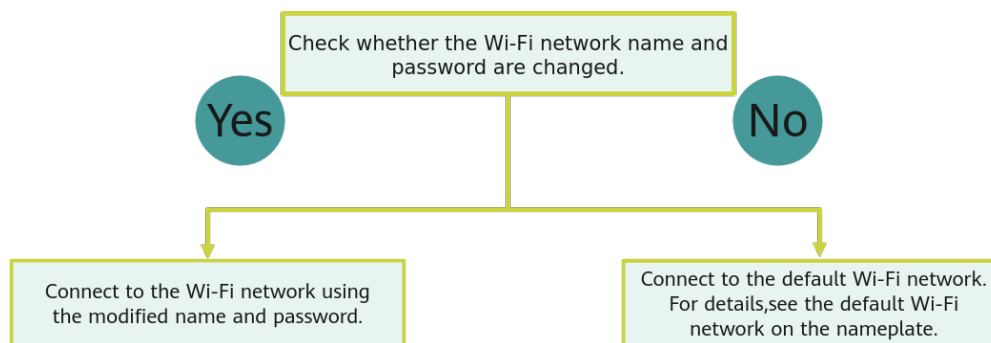 Check whether the Wi-Fi network name and
password are changed.
Yes
No
Connect to the Wi-Fi network using
the modified name and password.
Connect to the default Wi-Fi network.
For details,see the default Wi-Fi
network on the nameplate.